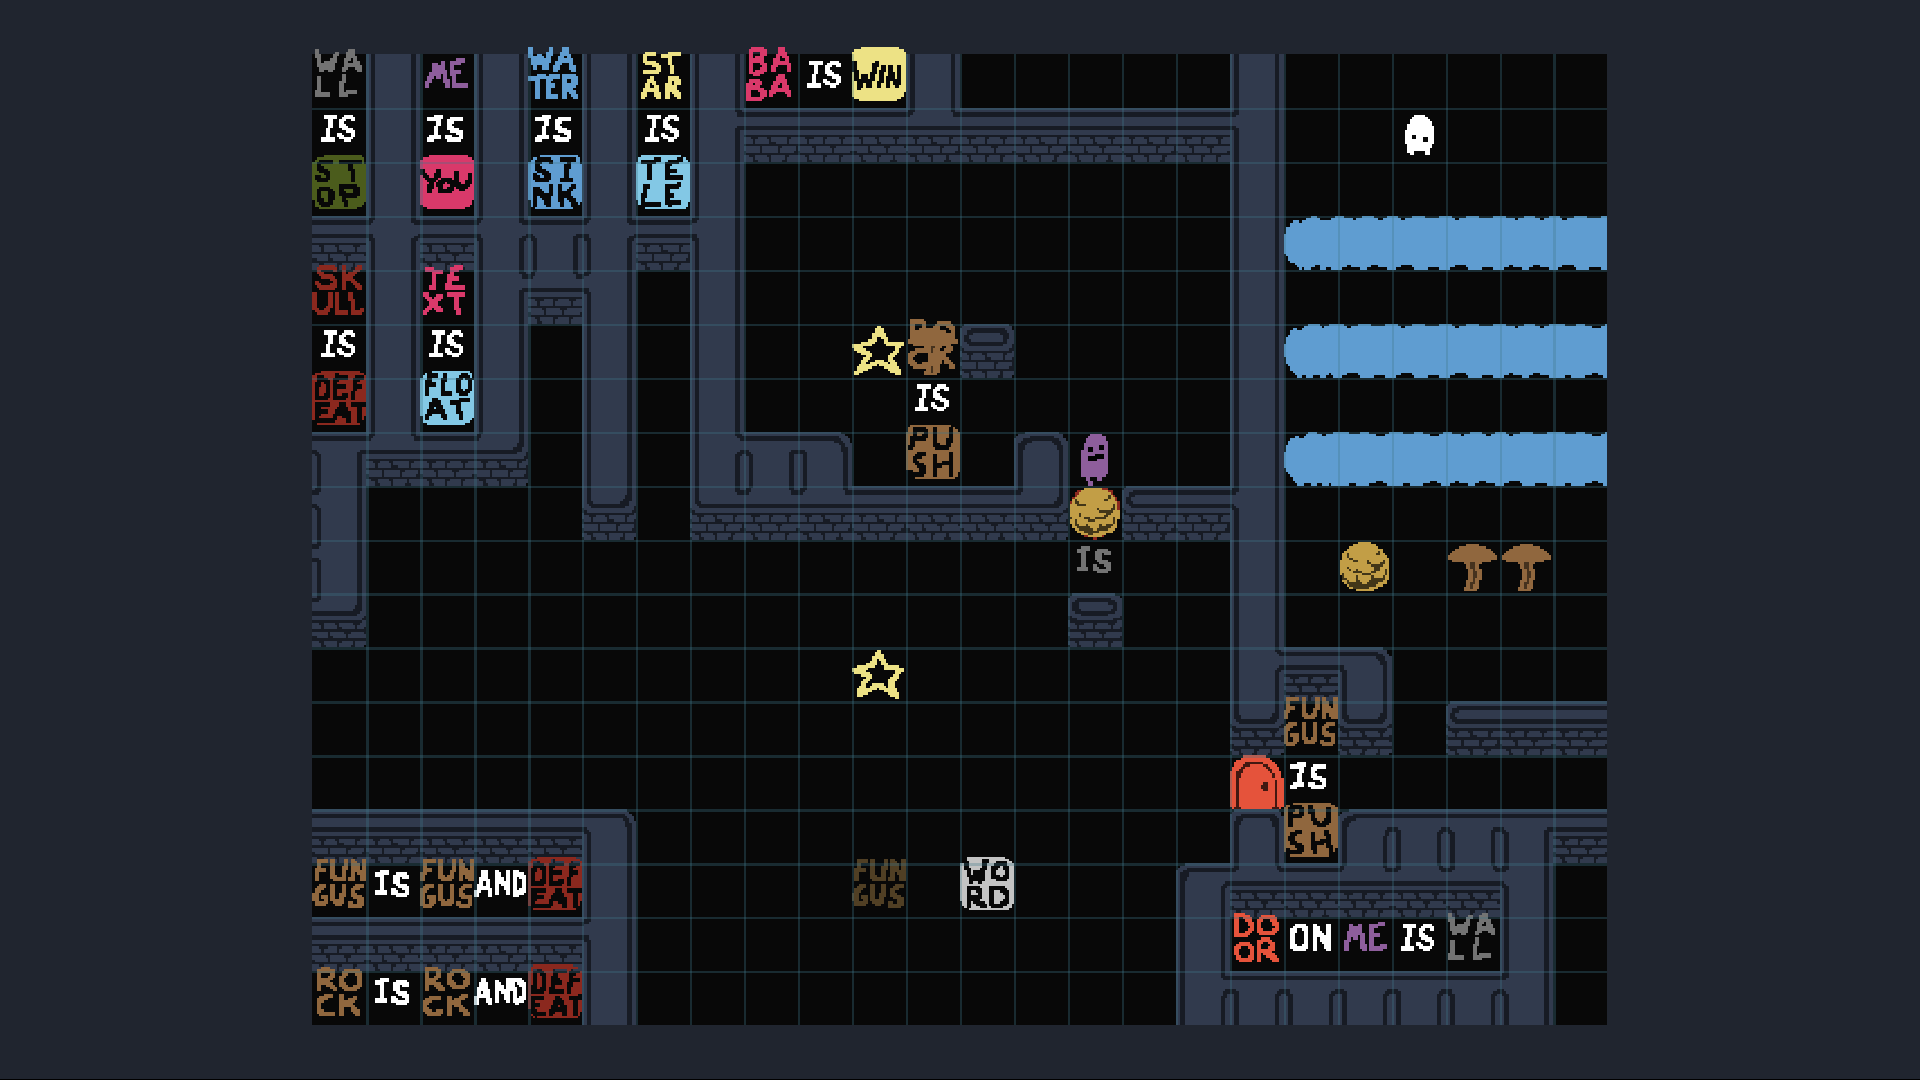 WALL IS STOP
ME IS YOU
WATER IS SINK
STAR IS TELE
BABA IS WIN
SKULL IS DEFEAT
TEXT IS FLOAT
IS PUSH
IS
FUNGUS IS PUSH
FUNGUS IS FUNGUS AND DEFEAT
FUNGUS WORD
DOOR ON ME IS WALL
ROCK IS ROCK AND DEFEAT